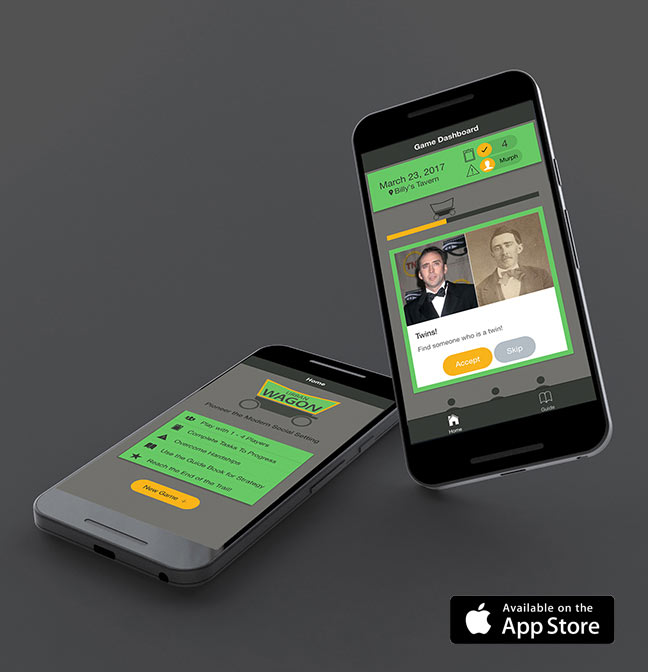 Game Dashboard
4
March 23, 2017
Billy's Tavern
Murph
Twins!
Find someone who is a twin!
Accept
Skip
Home
Guide
Home
URBAN
WAGON
Pioneer the Modern Social Setting
Play with 1 - 4 Players
Complete Tasks To Progress
Overcome Hardships
Use the Guide Book for Strategy
Reach the End of the Trail!
New Game +
Available on the
App Store